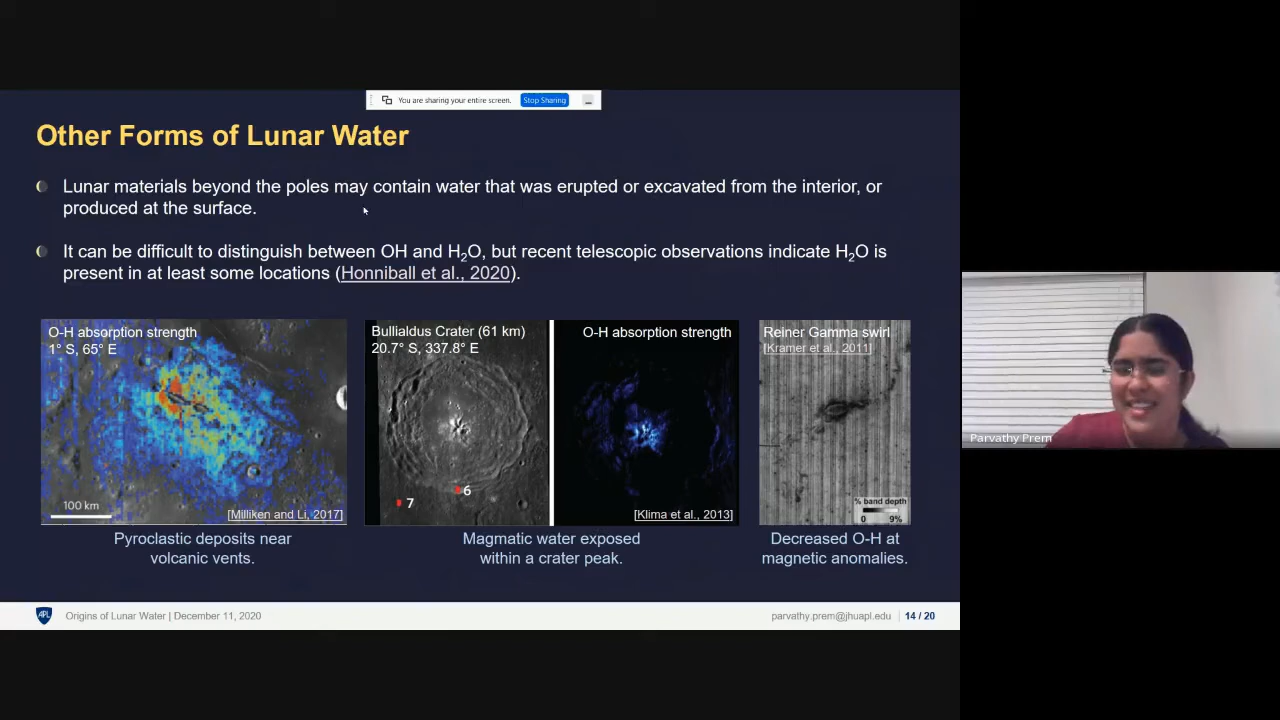 You are sharing your entire screen.
Stop Sharing
Other Forms of Lunar Water
Lunar materials beyond the poles may contain water that was erupted or excavated from the interior, or
produced at the surface.
It can be difficult to distinguish between OH and H₂O, but recent telescopic observations indicate H₂O is
present in at least some locations (Honniball et al., 2020).
O-H absorption strength
1° S, 65° E
100 km
[Milliken and Li, 2017]
Pyroclastic deposits near
volcanic vents.
Bullialdus Crater (61 km)
20.7° S, 337.8° E
6
7
O-H absorption strength
[Klima et al., 2013]
Magmatic water exposed
within a crater peak.
Reiner Gamma swirl
[Kramer et al., 2011]
% band depth
0 9%
Decreased O-H at
magnetic anomalies.
Parvathy Prem
APL
Origins of Lunar Water | December 11, 2020
parvathy.prem@jhuapl.edu | 14 / 20